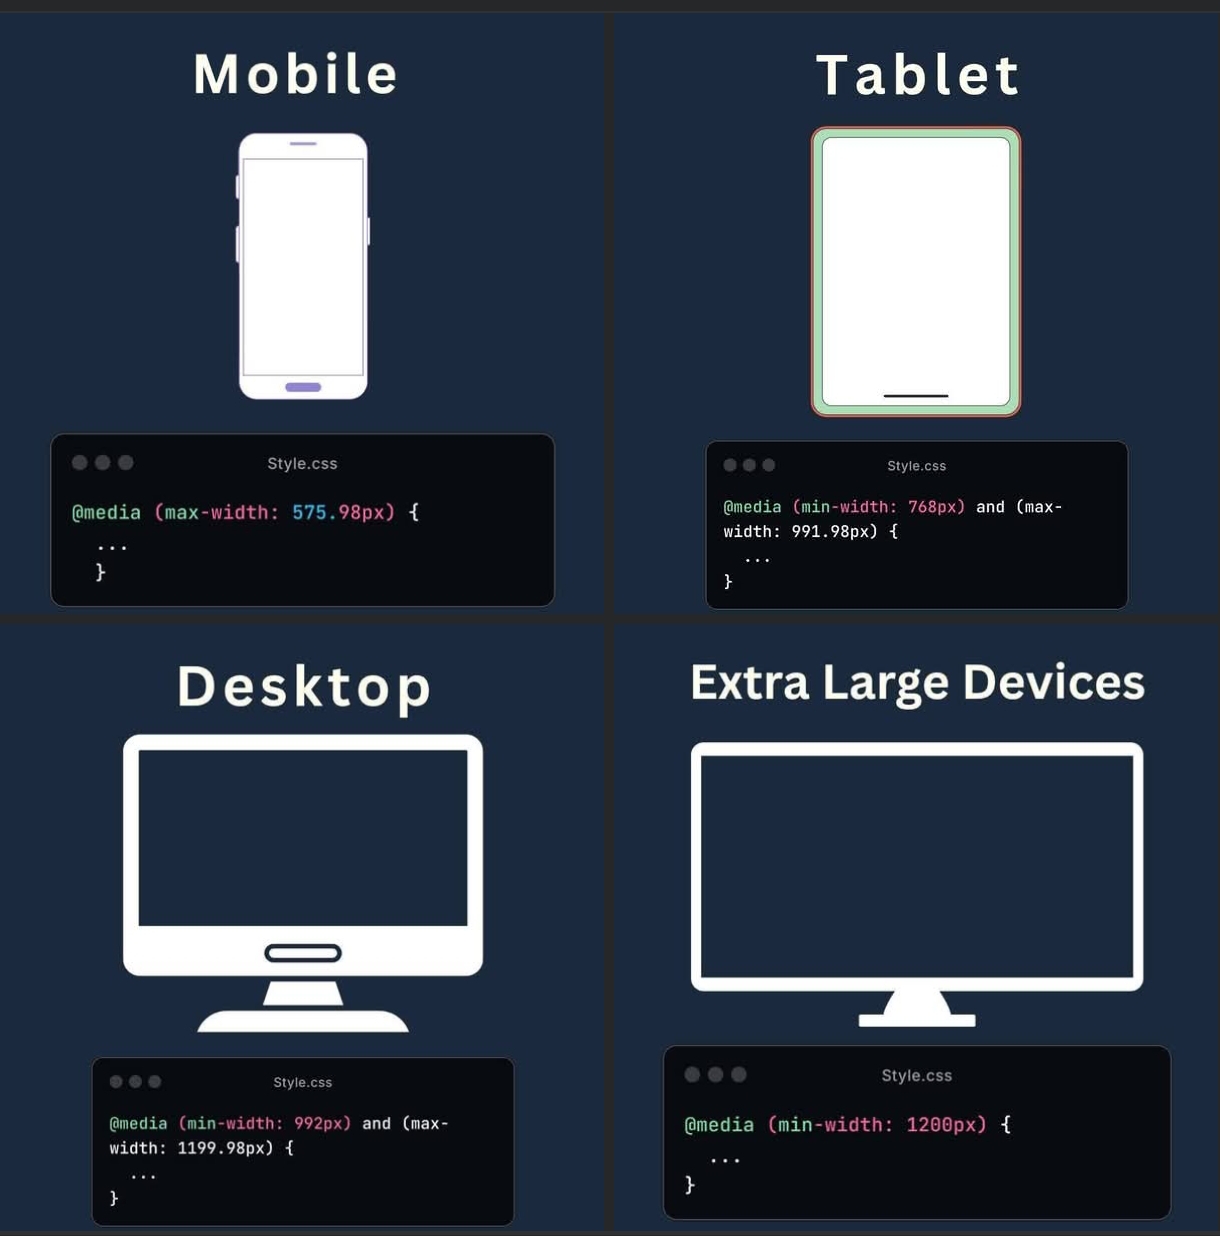 Mobile
Style.css
@media (max-width: 575.98px) {
...
}
Tablet
Style.css
@media (min-width: 768px) and (max-
width: 991.98px) {
...
}
Desktop
Style.css
@media (min-width: 992px) and (max-
width: 1199.98px) {
...
}
Extra Large Devices
Style.css
@media (min-width: 1200px) {
...
}